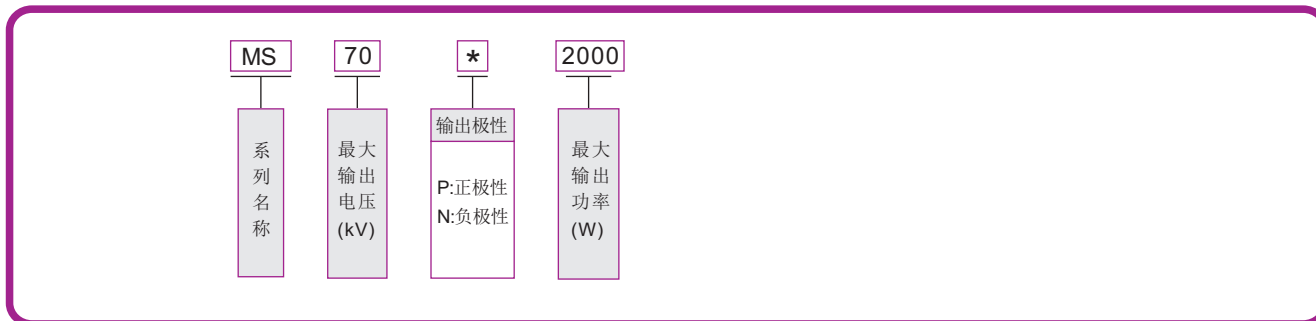 MS 70 * 2000
系
列
名
称
最大
输出
电压
(kV)
输出极性
P:正极性
N:负极性
最大
输出
功率
(W)